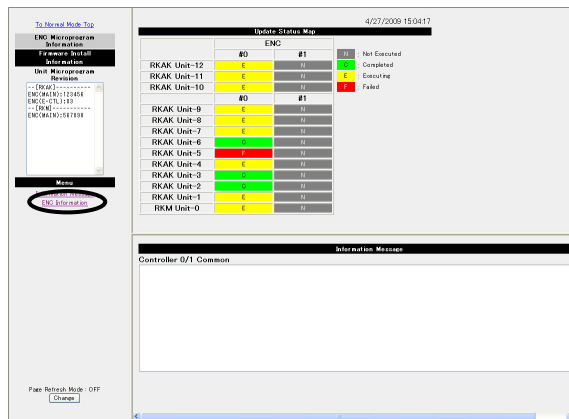 To Normal Mode Top
ENC Microprogram
Information
Firmware Install
Information
Unit Microprogram
Revision
--[RKAK]----------
ENC(MAIN):123456
ENC(E-CTL):03
--[RKM]-----------
ENC(MAIN):567890
Menu
ENC Information
Page Refresh Mode : OFF
Change
4/27/2009 15:04:17
Update Status Map
ENC
#0 #1
RKAK Unit-12 E N
RKAK Unit-11 E N
RKAK Unit-10 E N
#0 #1
RKAK Unit-9 E N
RKAK Unit-8 E N
RKAK Unit-7 E N
RKAK Unit-6 C N
RKAK Unit-5 F N
RKAK Unit-4 E N
RKAK Unit-3 C N
RKAK Unit-2 C N
RKAK Unit-1 E N
RKM Unit-0 E N
N : Not Executed
C : Completed
E : Executing
F : Failed
Information Message
Controller 0/1 Common